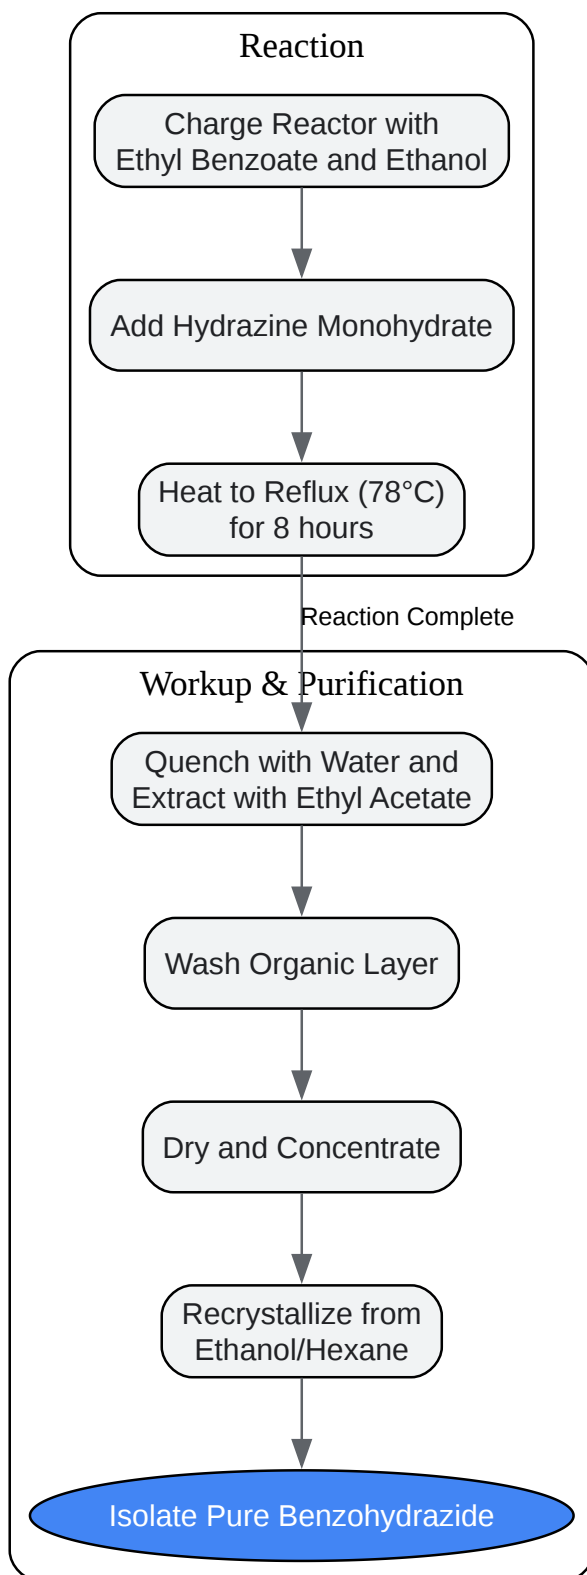 Reaction
Charge Reactor with
Ethyl Benzoate and Ethanol
Add Hydrazine Monohydrate
Heat to Reflux (78°C)
for 8 hours
Reaction Complete
Workup & Purification
Quench with Water and
Extract with Ethyl Acetate
Wash Organic Layer
Dry and Concentrate
Recrystallize from
Ethanol/Hexane
Isolate Pure Benzohydrazide